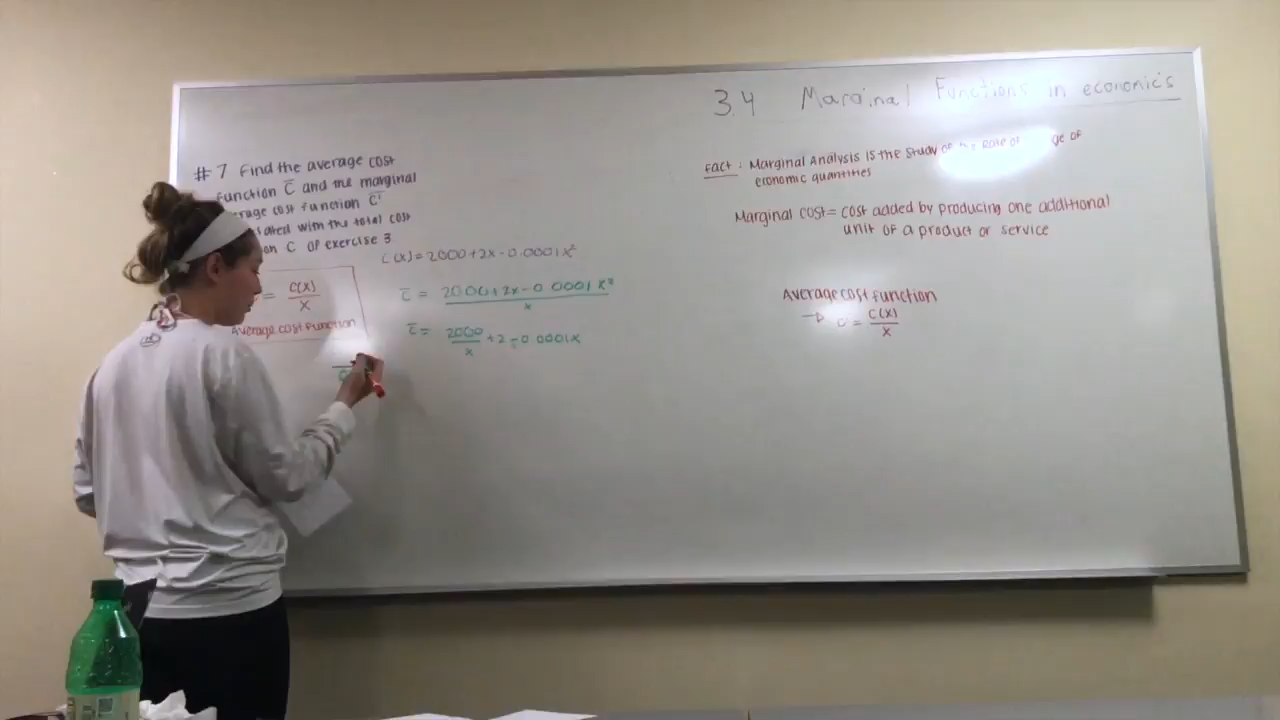 3.4 Marginal Functions in economics
#7 Find the average cost
function C̅ and the marginal
cost function C̅'
with the total cost
C of exercise 3
= C(X)/X
Average cost function
C(X)=2000+2x-0.0001x²
C̅ = 2000+2x-0.0001x²/x
C̅ = 2000/x +2-0.0001x
Fact: Marginal Analysis is the study of the Rate of
economic quantities
Marginal cost= cost added by producing one additional
unit of a product or service
Average cost function
→ C̅ = C(X)/X